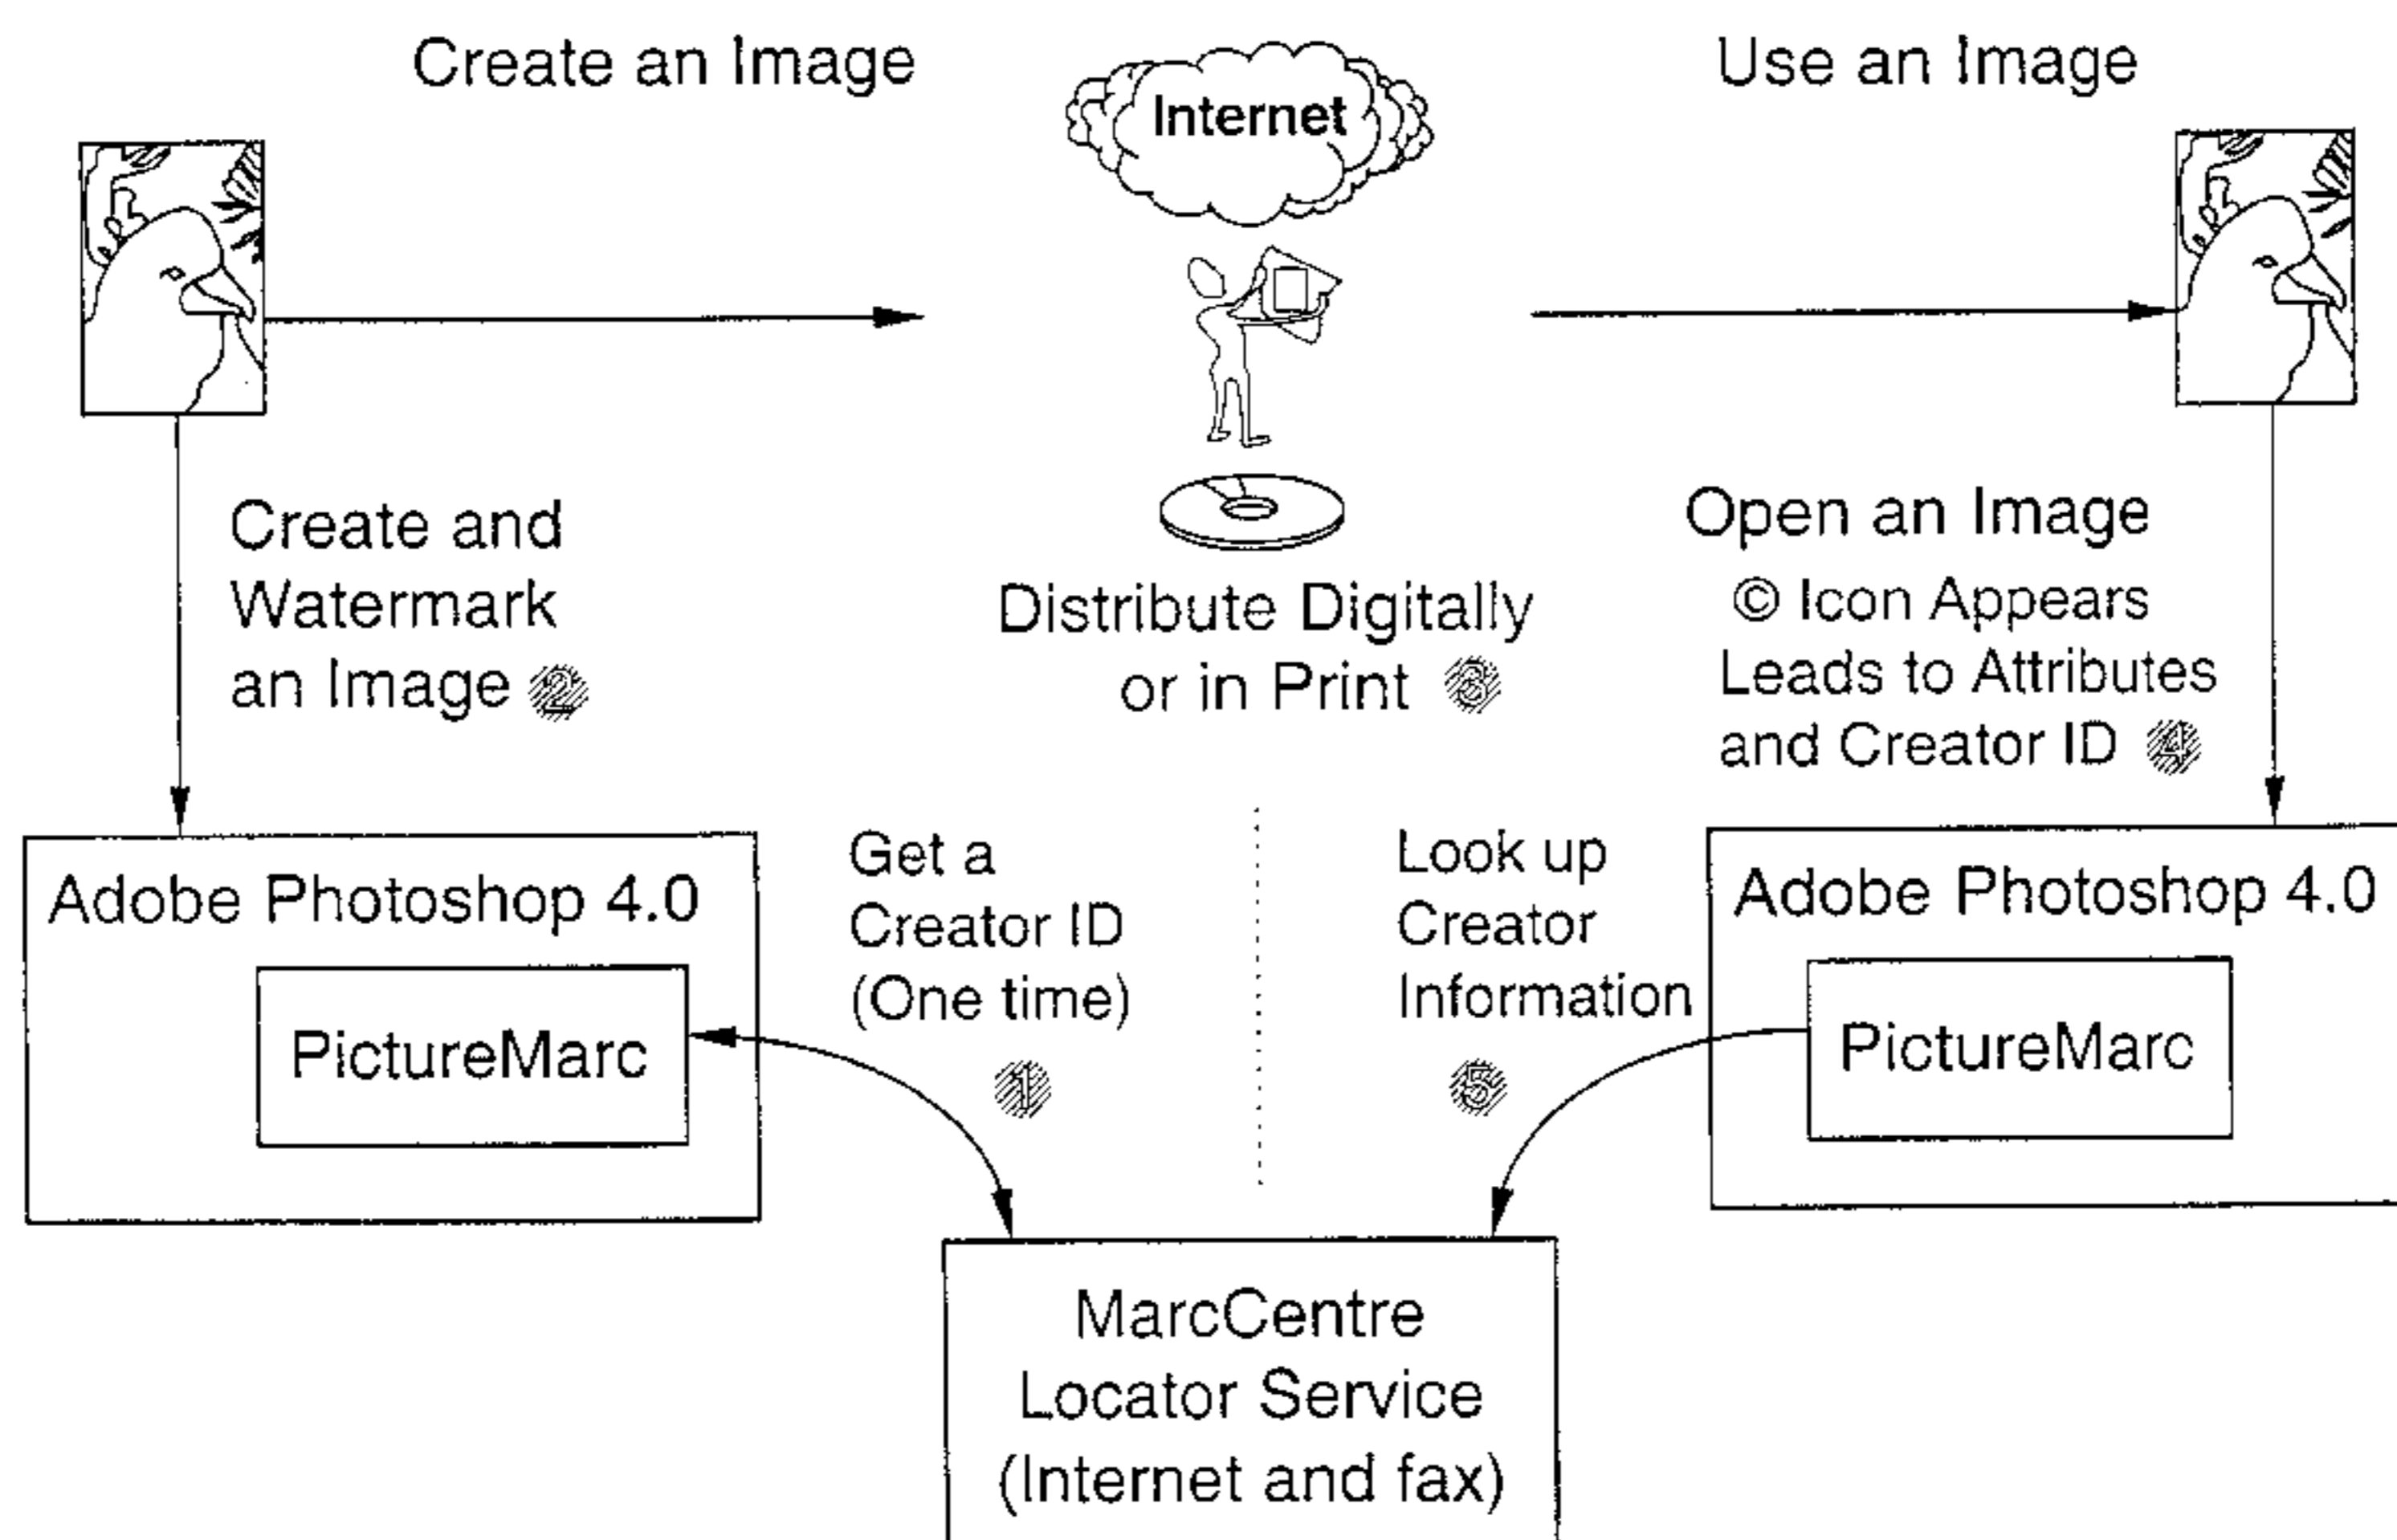 Create an Image
Internet
Use an Image
Create and
Watermark
an Image 2
Distribute Digitally
or in Print 3
Open an Image
© Icon Appears
Leads to Attributes
and Creator ID 4
Adobe Photoshop 4.0
PictureMarc
Get a
Creator ID
(One time)
1
Look up
Creator
Information
5
Adobe Photoshop 4.0
PictureMarc
MarcCentre
Locator Service
(Internet and fax)